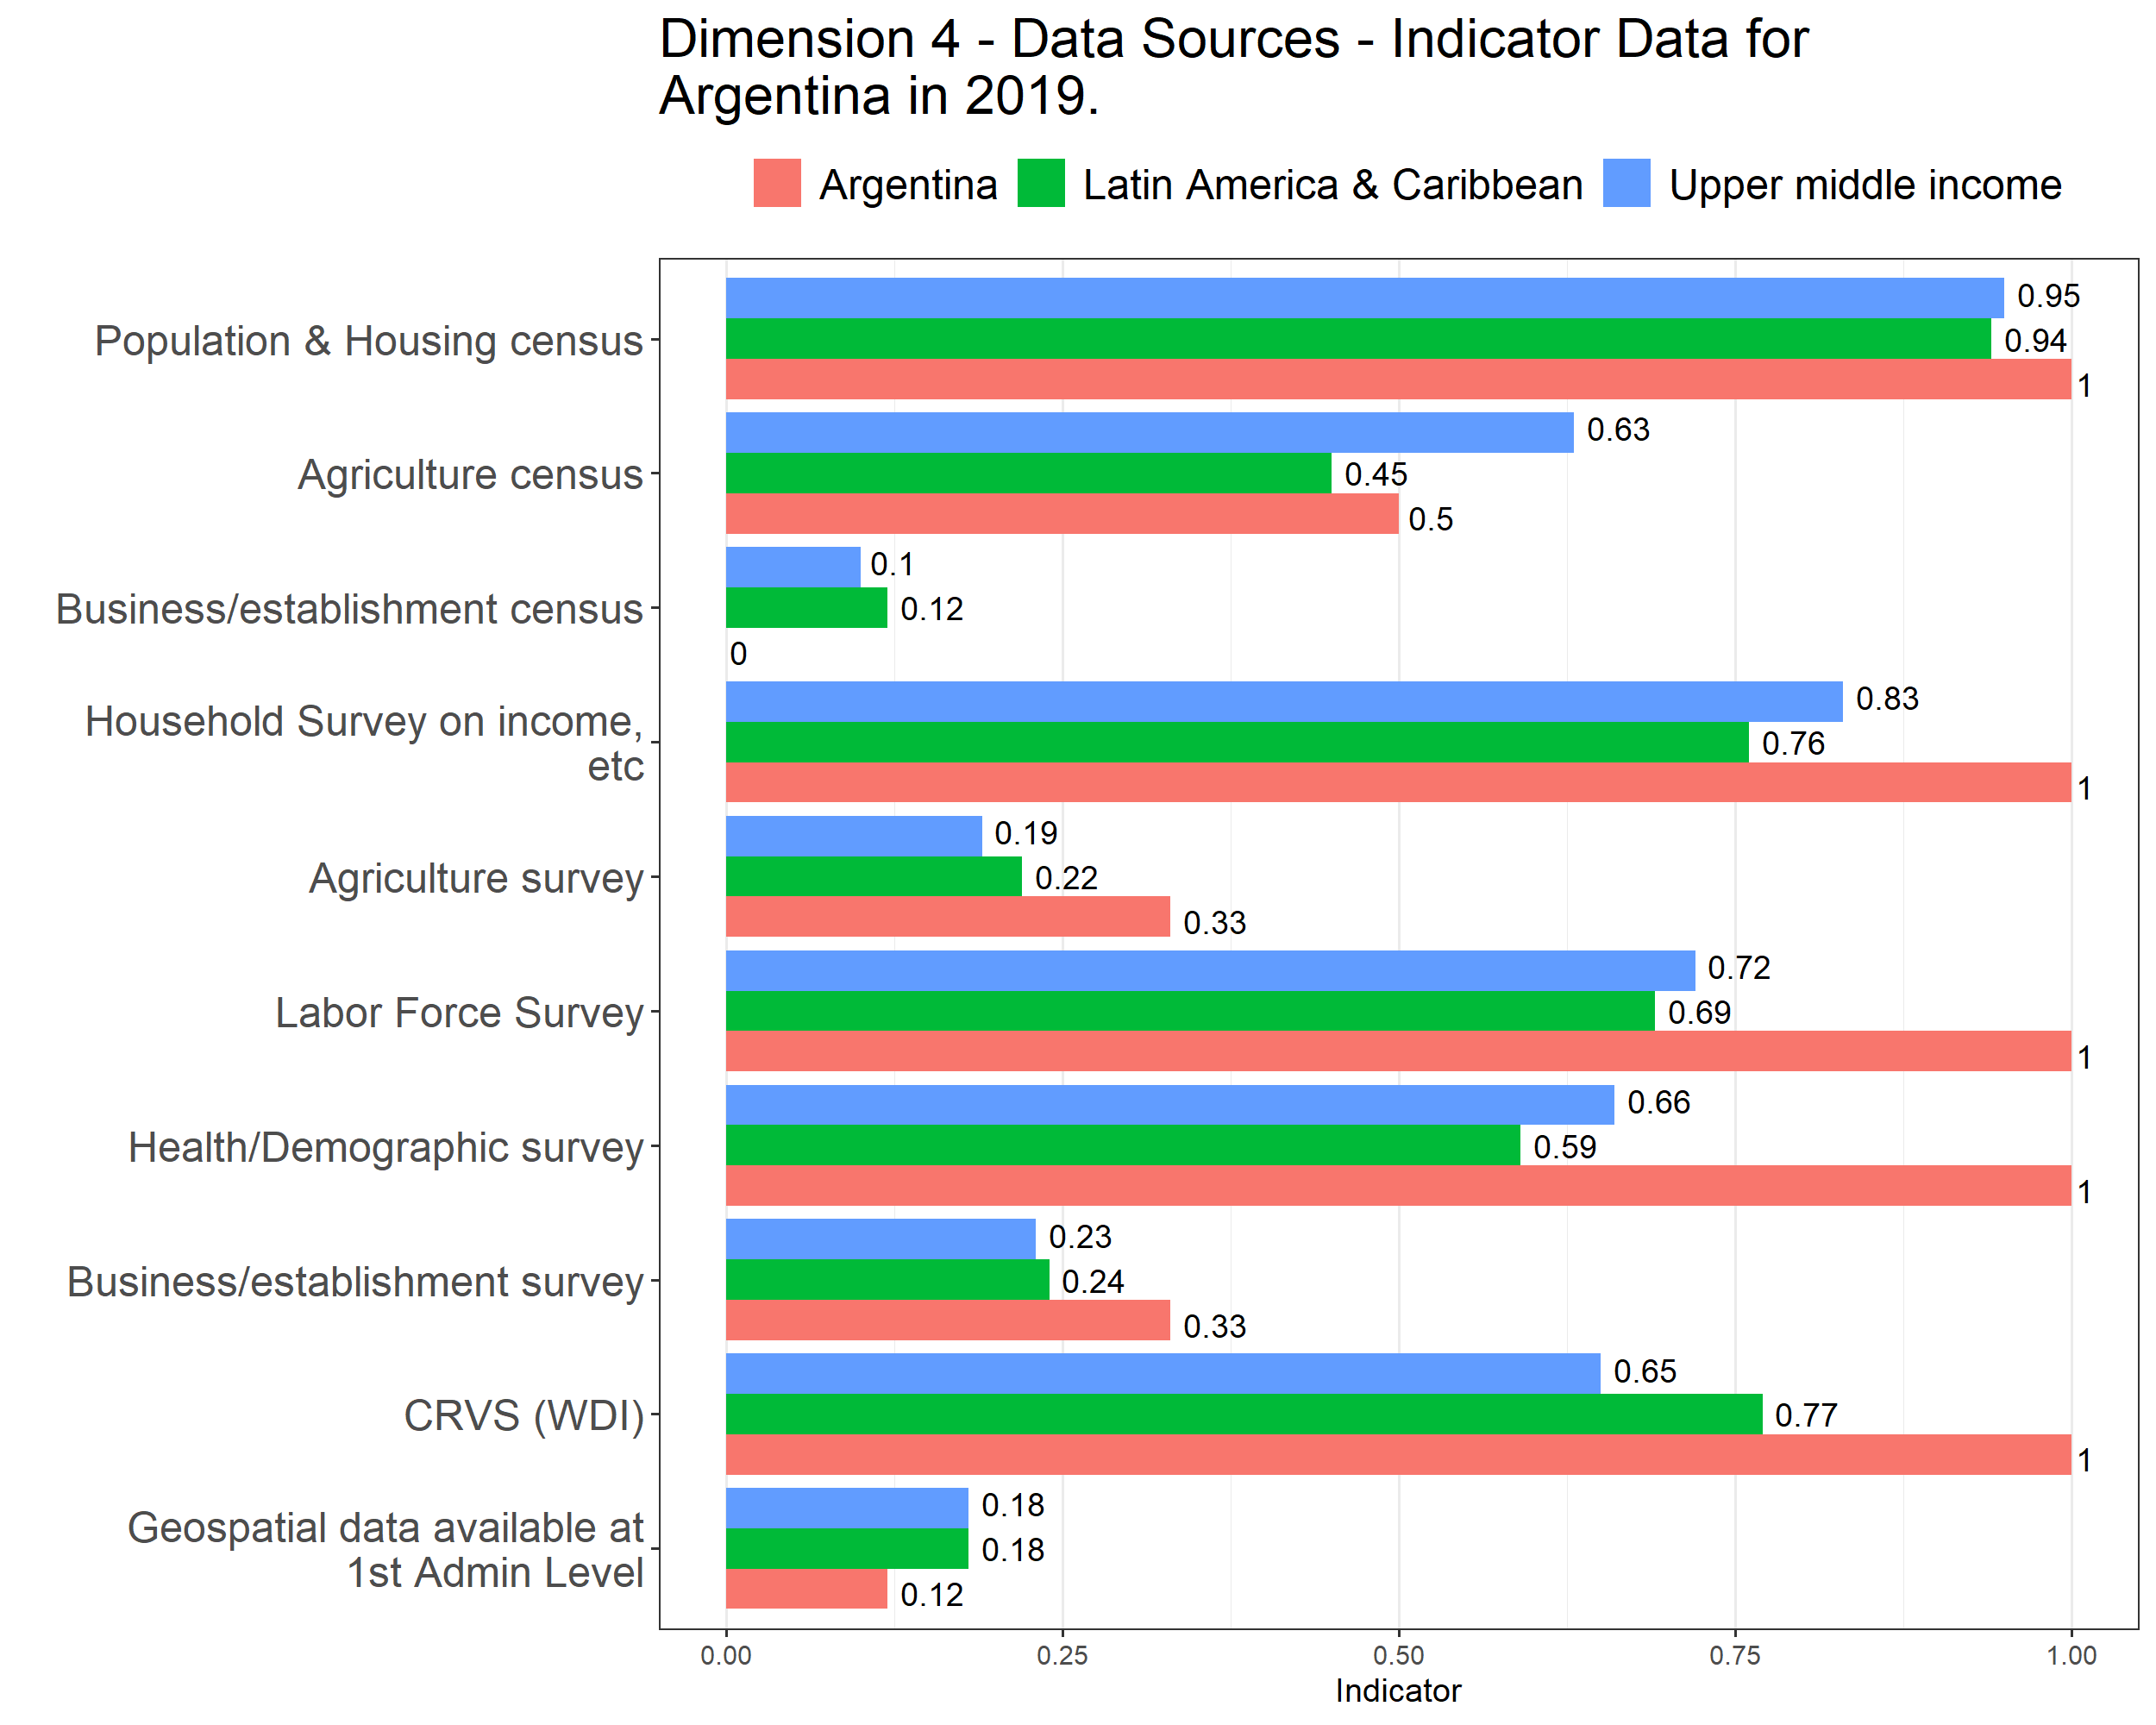 Dimension 4 - Data Sources - Indicator Data for
Argentina in 2019.
Argentina
Latin America & Caribbean
Upper middle income
Population & Housing census
0.95
0.94
1
Agriculture census
0.63
0.45
0.5
Business/establishment census
0.1
0.12
0
Household Survey on income,
etc
0.83
0.76
1
Agriculture survey
0.19
0.22
0.33
Labor Force Survey
0.72
0.69
1
Health/Demographic survey
0.66
0.59
1
Business/establishment survey
0.23
0.24
0.33
CRVS (WDI)
0.65
0.77
1
Geospatial data available at
1st Admin Level
0.18
0.18
0.12
0.00
0.25
0.50
0.75
1.00
Indicator